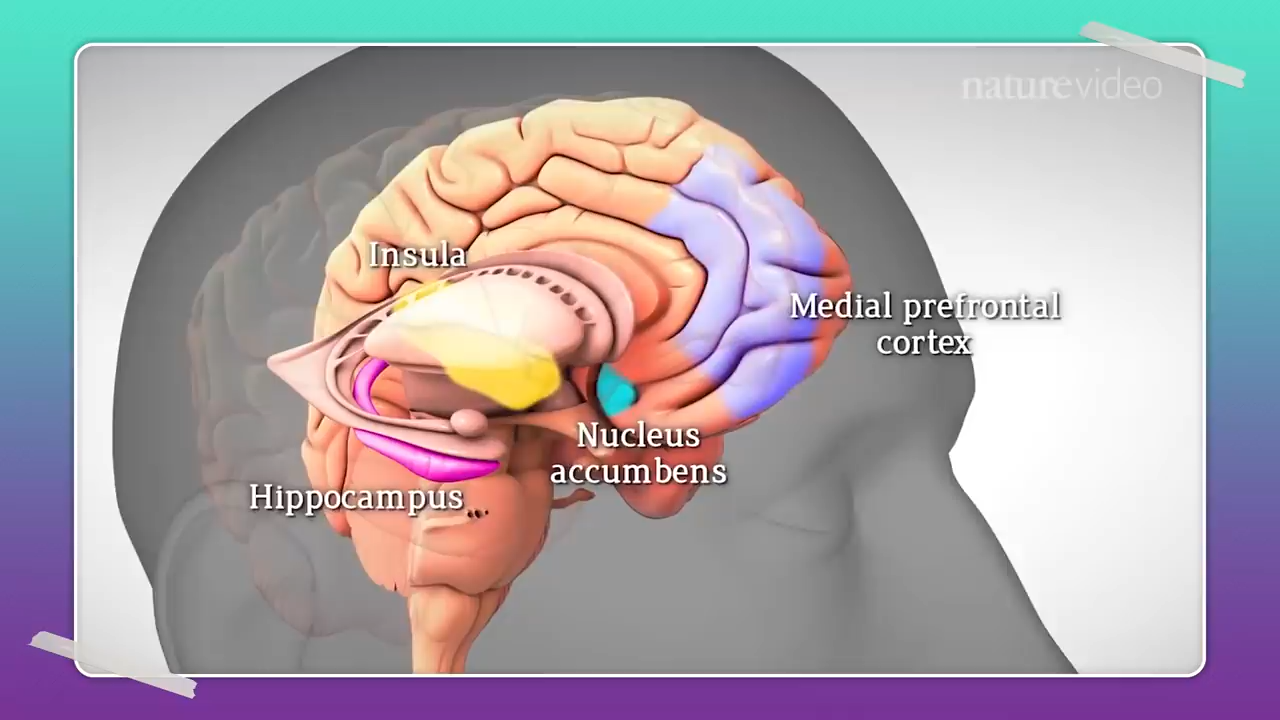 naturevideo
Insula
Medial prefrontal
cortex
Nucleus
accumbens
Hippocampus